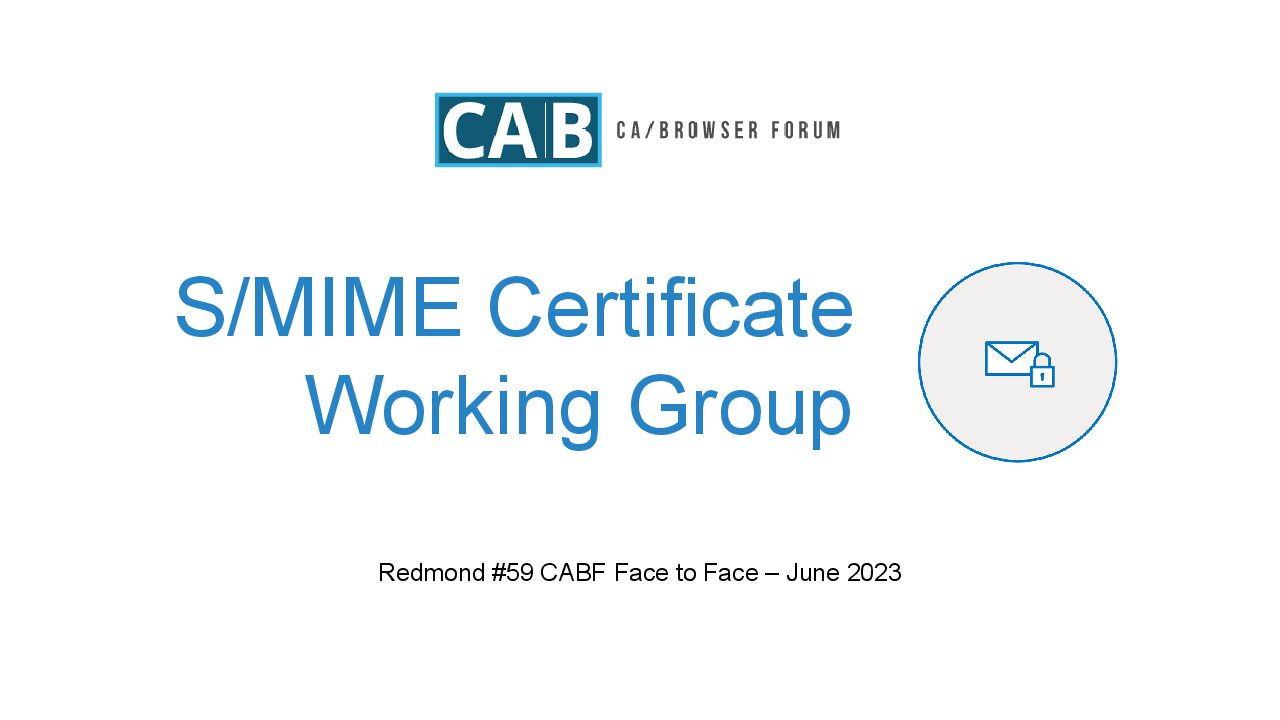 CAB CA/BROWSER FORUM
S/MIME Certificate
Working Group
Redmond #59 CABF Face to Face – June 2023